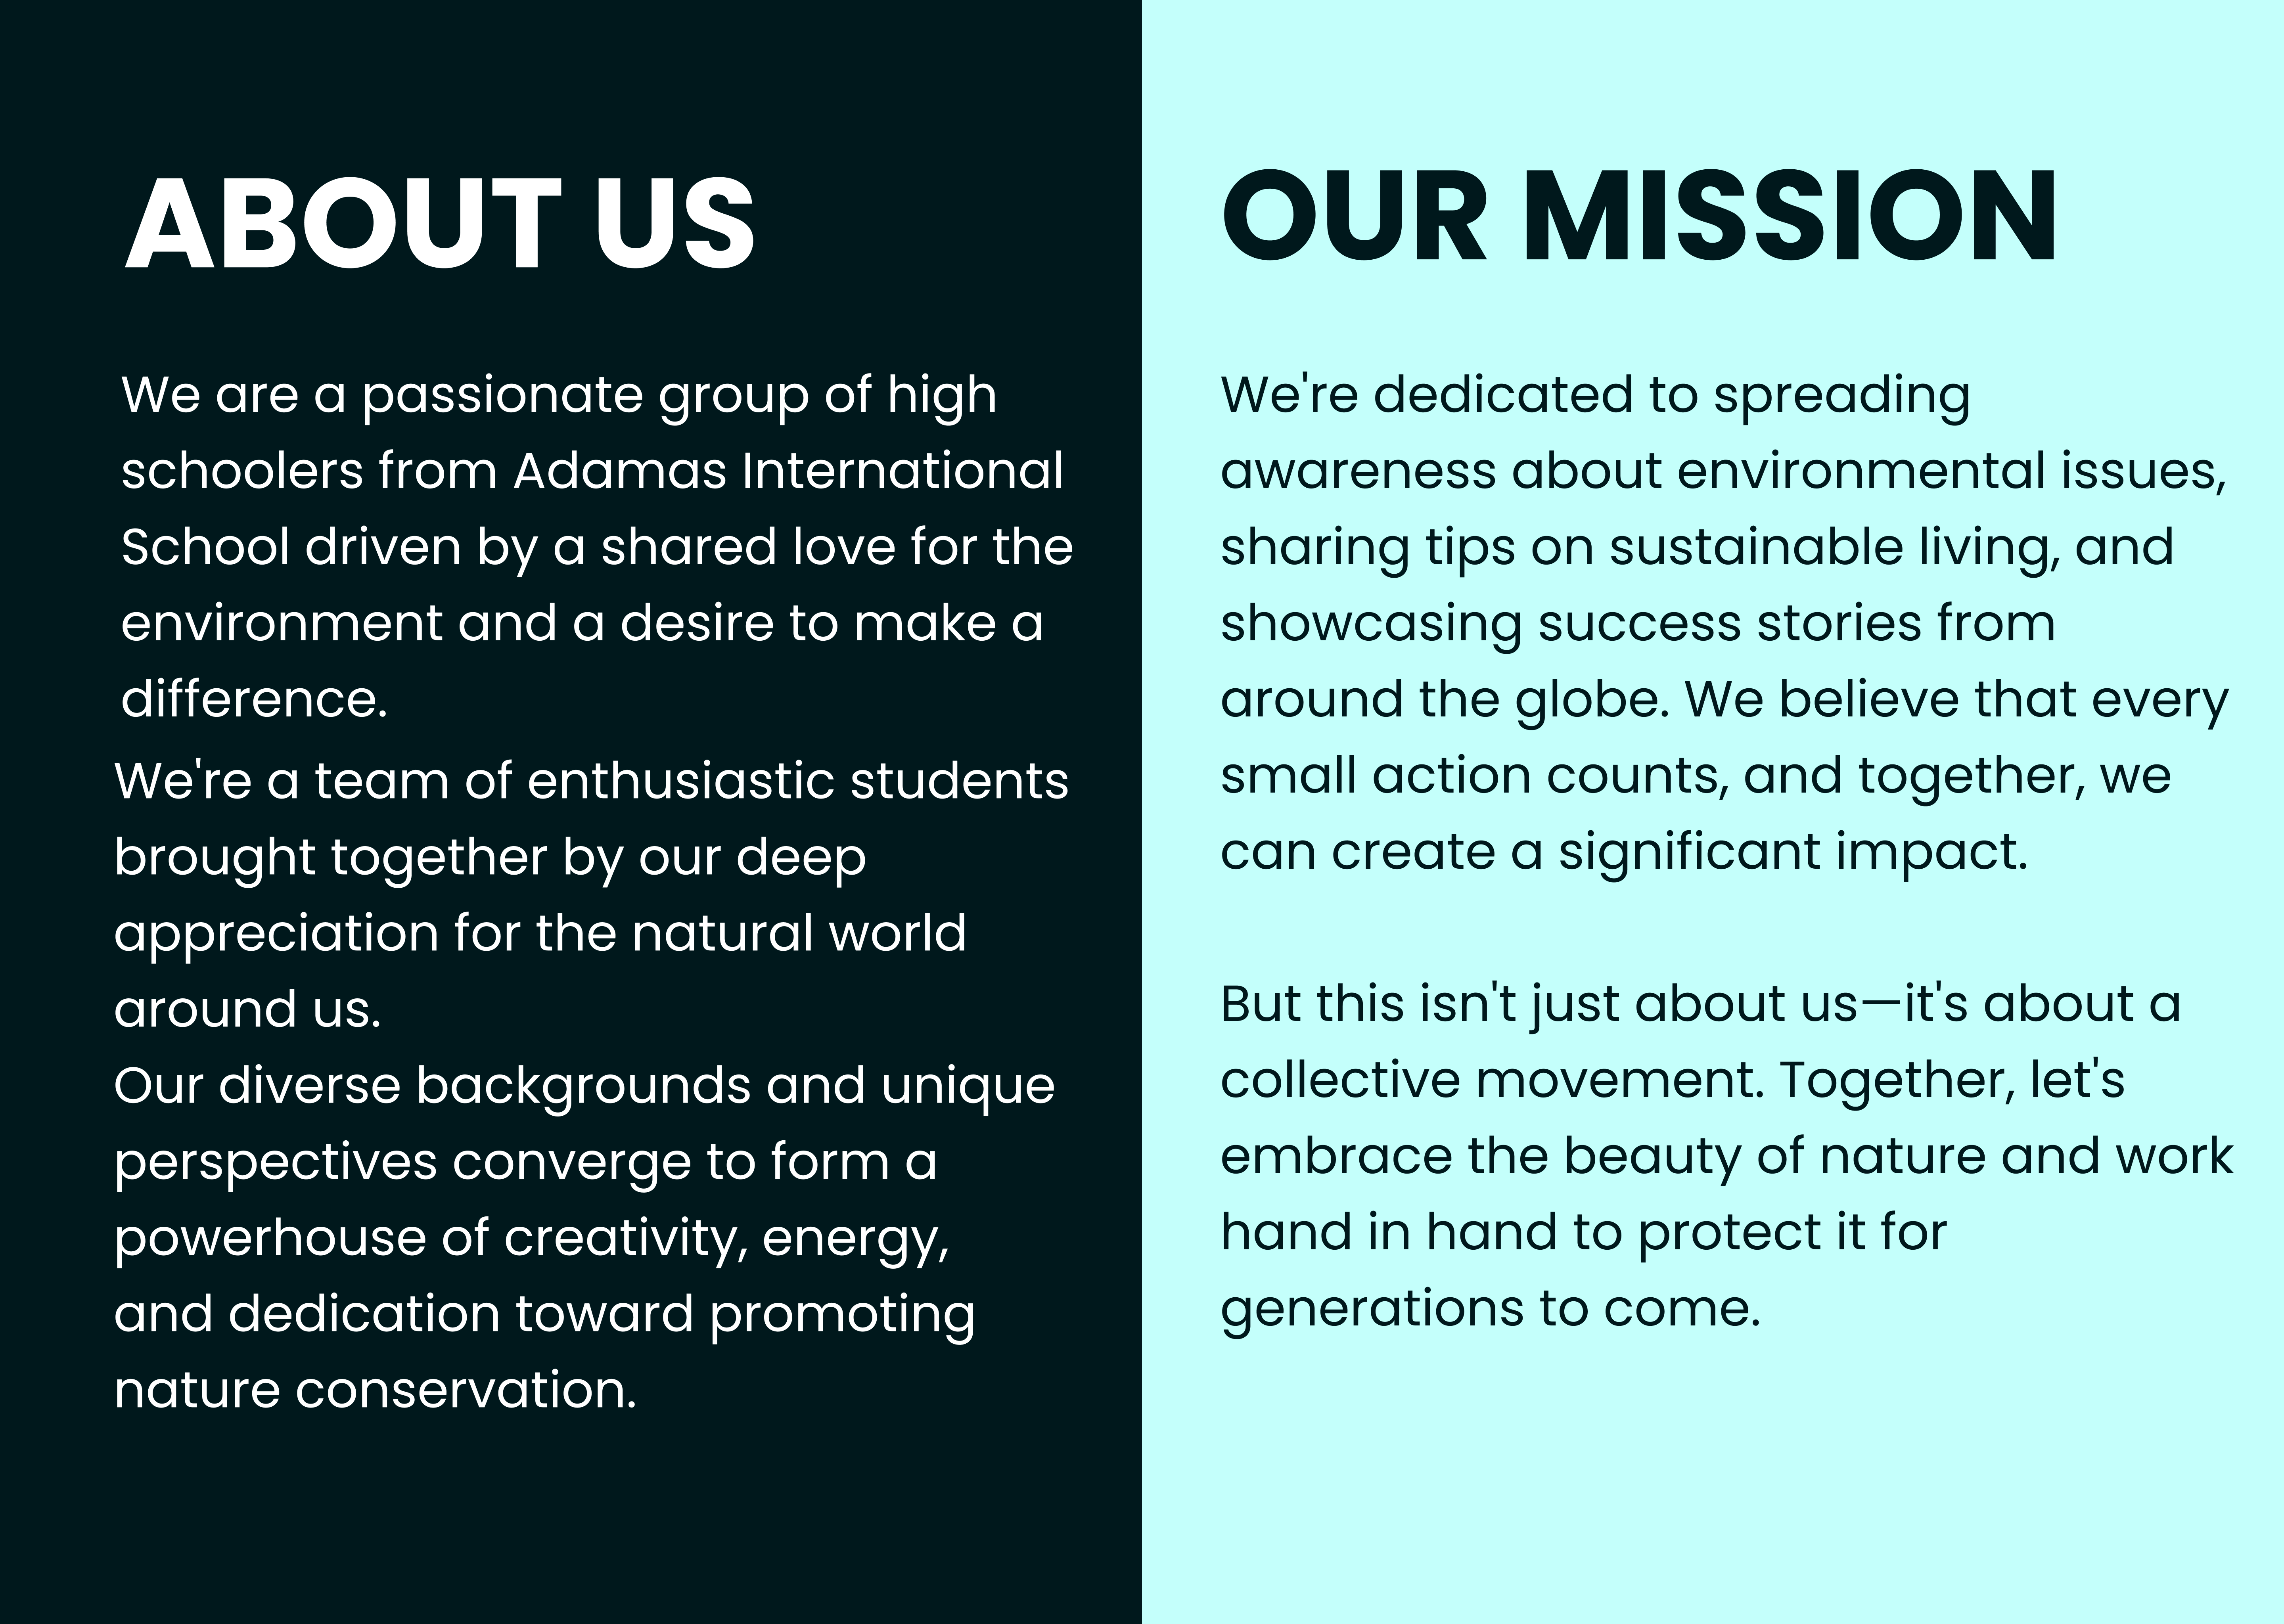 ABOUT US
We are a passionate group of high
schoolers from Adamas International
School driven by a shared love for the
environment and a desire to make a
difference.
We're a team of enthusiastic students
brought together by our deep
appreciation for the natural world
around us.
Our diverse backgrounds and unique
perspectives converge to form a
powerhouse of creativity, energy,
and dedication toward promoting
nature conservation.
OUR MISSION
We're dedicated to spreading
awareness about environmental issues,
sharing tips on sustainable living, and
showcasing success stories from
around the globe. We believe that every
small action counts, and together, we
can create a significant impact.
But this isn't just about us—it's about a
collective movement. Together, let's
embrace the beauty of nature and work
hand in hand to protect it for
generations to come.